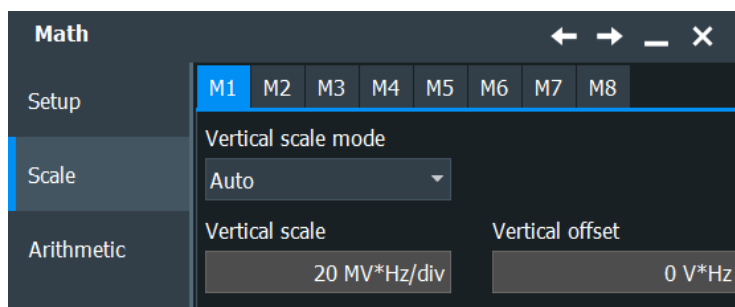 Math
Setup
Scale
Arithmetic
M1 M2 M3 M4 M5 M6 M7 M8
Vertical scale mode
Auto
Vertical scale Vertical offset
20 MV*Hz/div 0 V*Hz